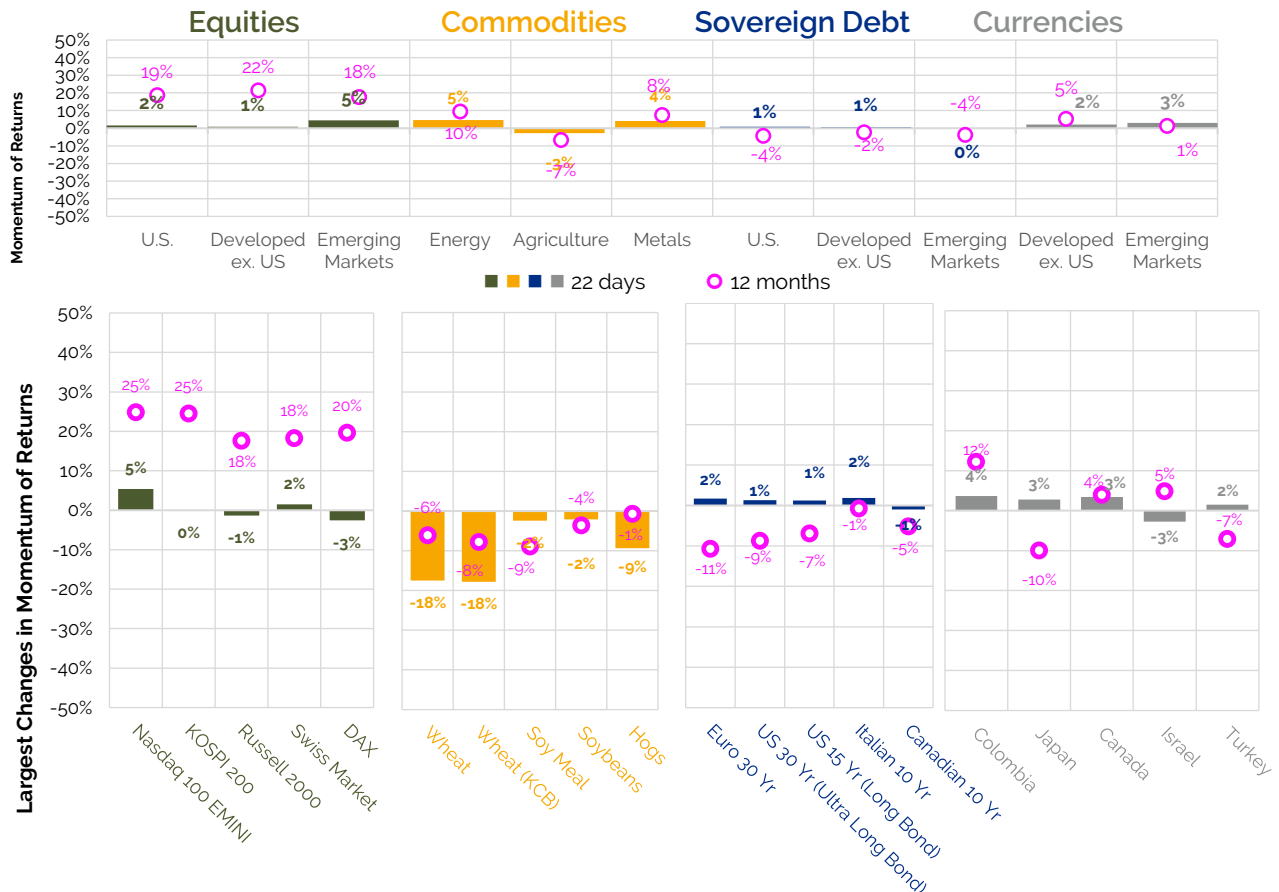 Equities Commodities Sovereign Debt Currencies
Momentum of Returns
50%
40%
30%
20%
10%
0%
-10%
-20%
-30%
-40%
-50%
19% 22% 18% 5% 8% 1% 1% -4% 5% 2% 3%
2% 1% 5% 10% 4% -4% -2% 0% 1%
-3%
-7%
U.S. Developed Emerging Energy Agriculture Metals U.S. Developed Emerging Developed Emerging
ex. US Markets ex. US Markets ex. US Markets
22 days 12 months
Largest Changes in Momentum of Returns
50%
40%
30%
20%
10%
0%
-10%
-20%
-30%
-40%
-50%
25% 25% 18% 18% 20%
5% 0% -1% 2% -3%
Nasdaq 100 EMINI
KOSPI 200
Russell 2000
Swiss Market
DAX
-6% -8% -9% -4% -1%
-18% -18% -2% -2% -9%
Wheat
Wheat (KCB)
Soy Meal
Soybeans
Hogs
2% 1% 1% 2% -1%
-11% -9% -7% -1% -5%
Euro 30 Yr
US 30 Yr (Ultra Long Bond)
US 15 Yr (Long Bond)
Italian 10 Yr
Canadian 10 Yr
12% -10% 4% 5% -7%
4% 3% 3% -3% 2%
Colombia
Japan
Canada
Israel
Turkey